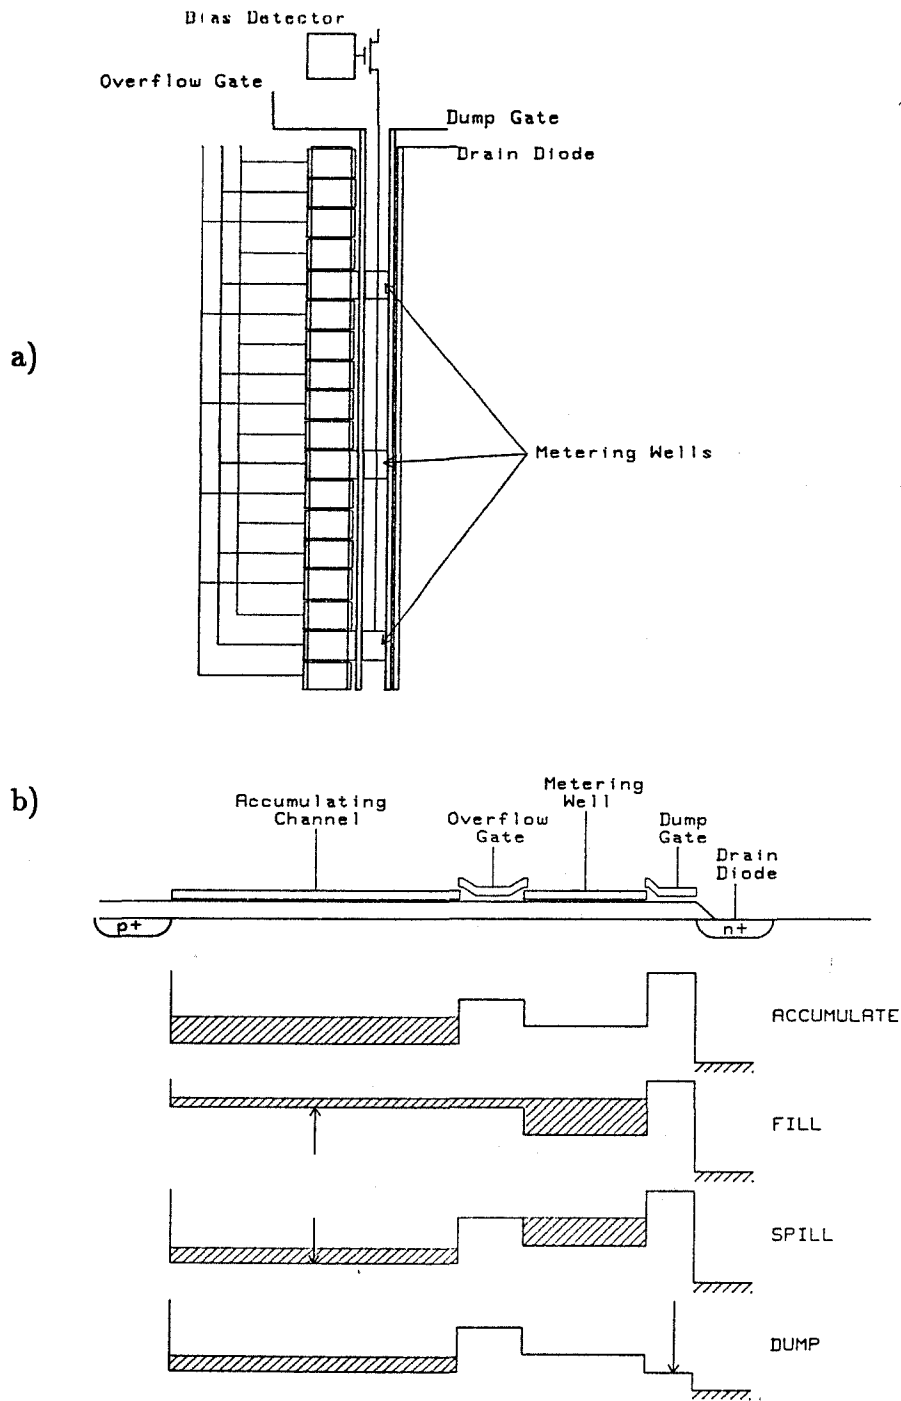 Bias Detector
Overflow Gate
Dump Gate
Drain Diode
a)
Metering Wells
b)
Accumulating
Channel
Overflow
Gate
Metering
Well
Dump
Gate
Drain
Diode
p+
n+
ACCUMULATE
FILL
SPILL
DUMP